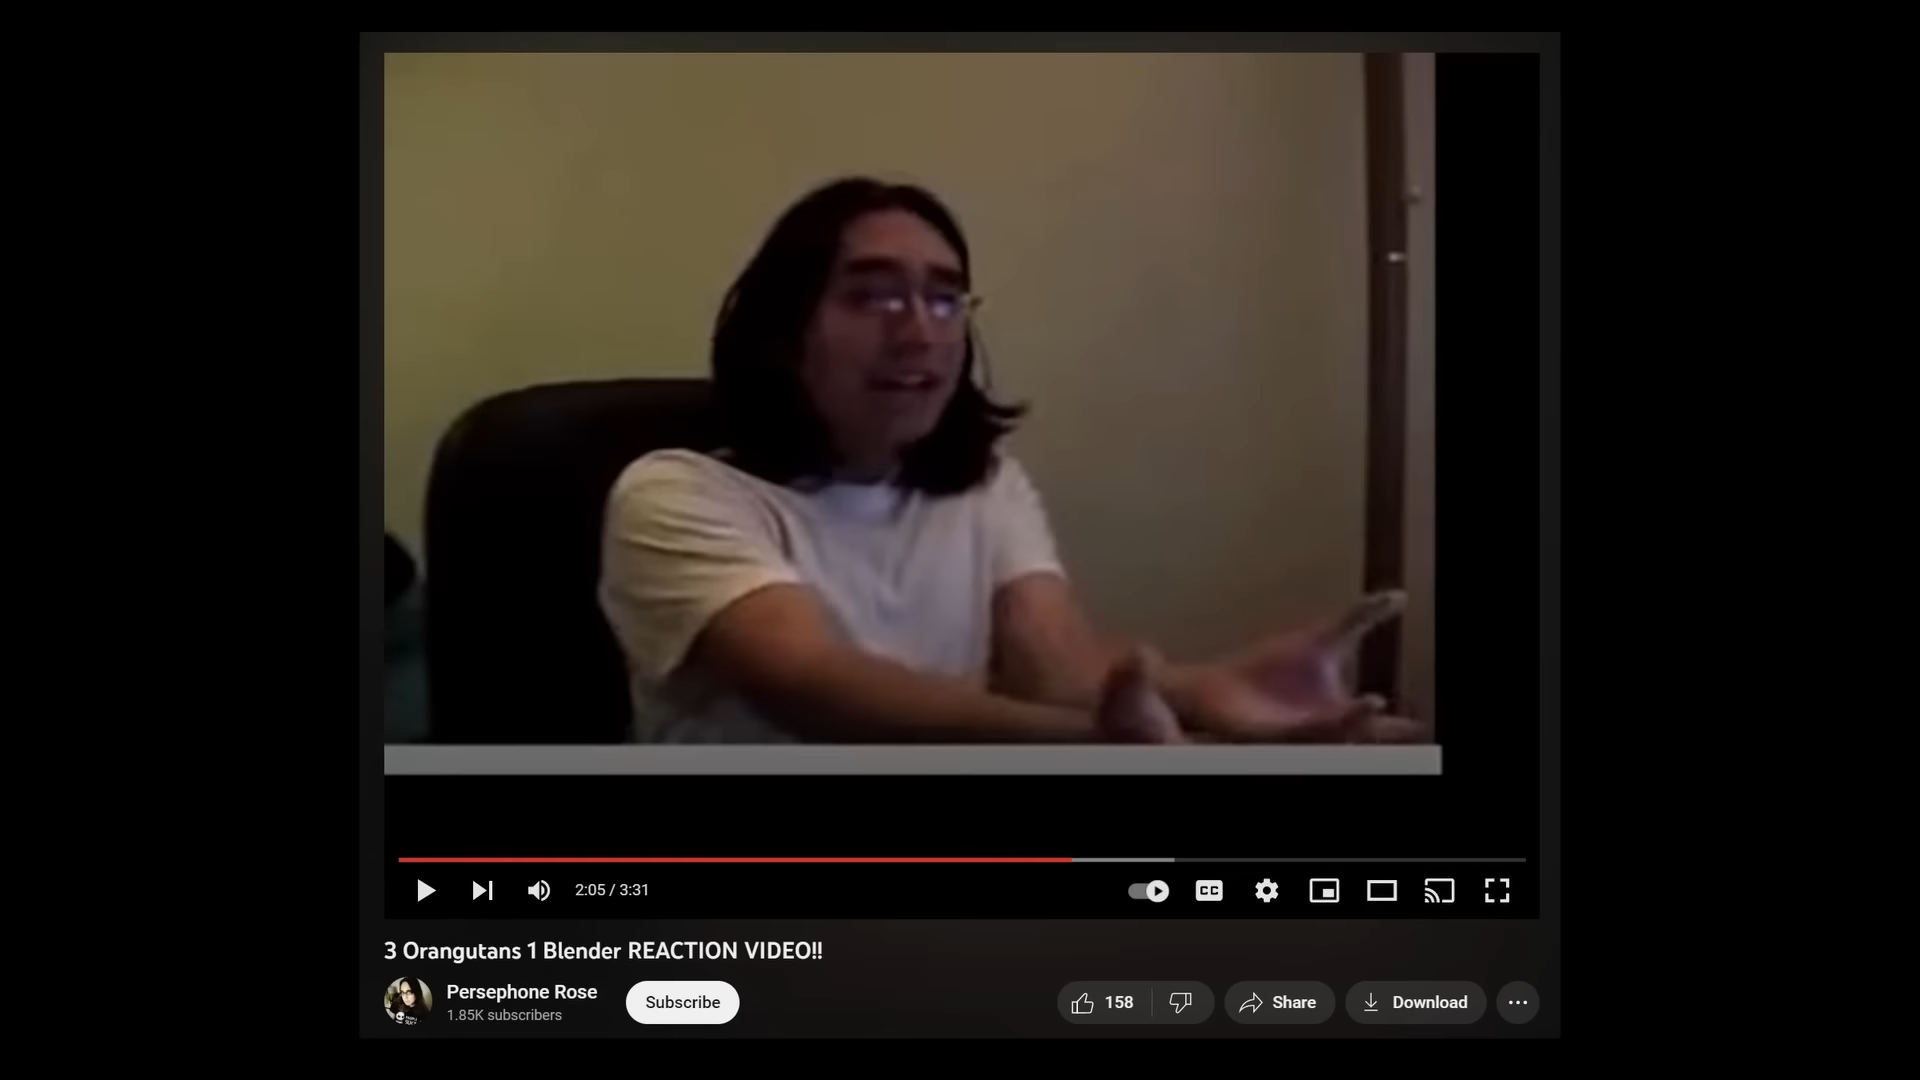 2:05 / 3:31
CC
3 Orangutans 1 Blender REACTION VIDEO!!
Persephone Rose
1.85K subscribers
Subscribe
158
Share
Download